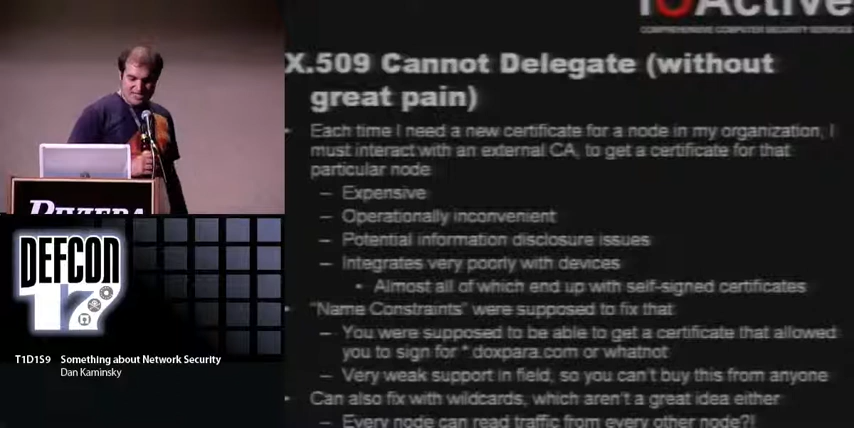 IOActive
COMPREHENSIVE COMPUTER SECURITY SERVICES
X.509 Cannot Delegate (without
great pain)
• Each time I need a new certificate for a node in my organization, I
must interact with an external CA, to get a certificate for that
particular node
– Expensive
– Operationally inconvenient
– Potential information disclosure issues
– Integrates very poorly with devices
• Almost all of which end up with self-signed certificates
• "Name Constraints" were supposed to fix that:
– You were supposed to be able to get a certificate that allowed
you to sign for *.doxpara.com or whatnot
– Very weak support in field, so you can't buy this from anyone
• Can also fix with wildcards, which aren't a great idea either
– Every node can read traffic from every other node?!
RIVIERA
DEFCON
17
T1D1S9 Something about Network Security
Dan Kaminsky